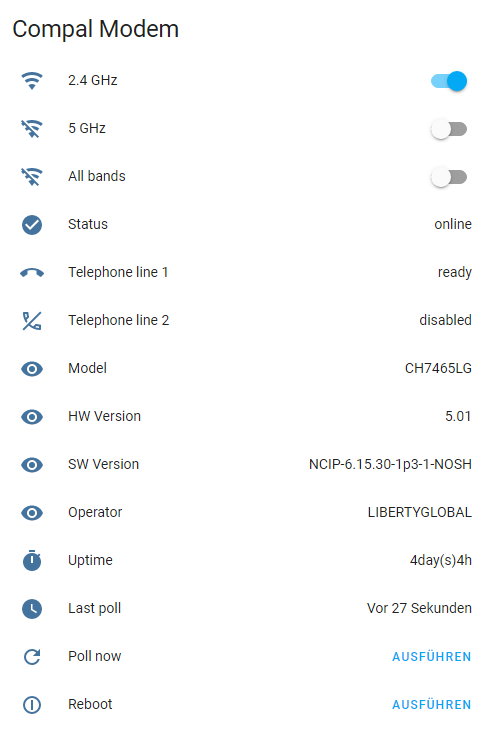 Compal Modem
2.4 GHz
5 GHz
All bands
Status online
Telephone line 1 ready
Telephone line 2 disabled
Model CH7465LG
HW Version 5.01
SW Version NCIP-6.15.30-1p3-1-NOSH
Operator LIBERTYGLOBAL
Uptime 4day(s)4h
Last poll Vor 27 Sekunden
Poll now AUSFÜHREN
Reboot AUSFÜHREN